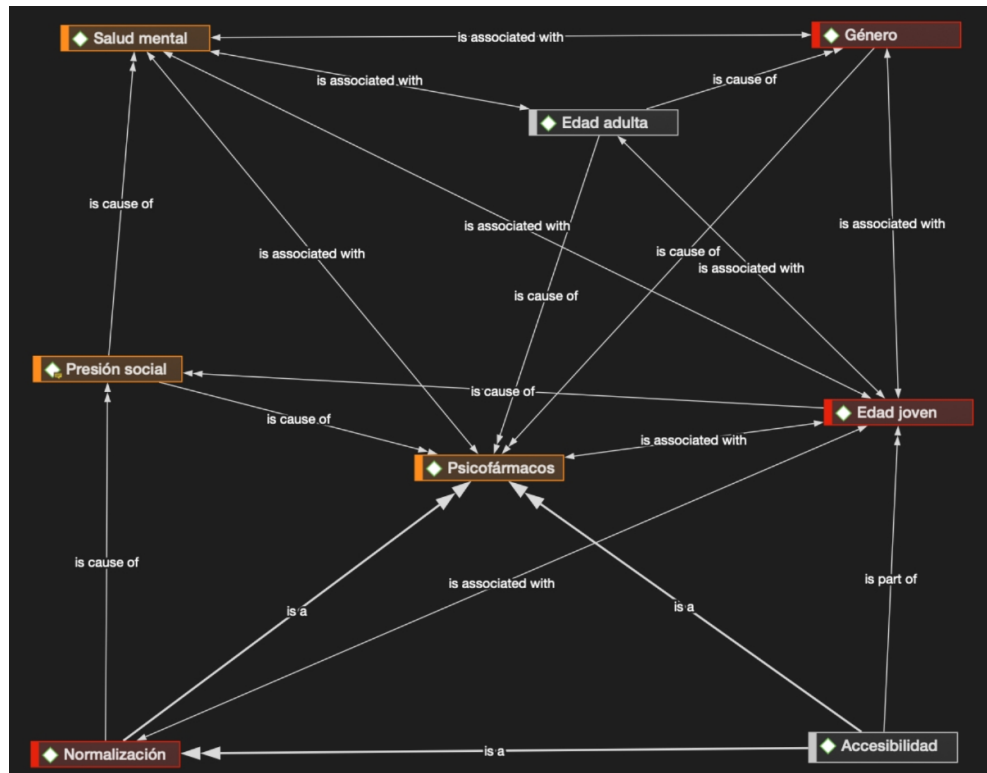 Salud mental
is associated with
Género
is associated with
is cause of
Edad adulta
is cause of
is associated with
is associated with
is associated with
is cause of
is associated with
is cause of
Presión social
is cause of
is cause of
Edad joven
is associated with
Psicofármacos
is cause of
is associated with
is part of
is a
is a
Normalización
is a
Accesibilidad